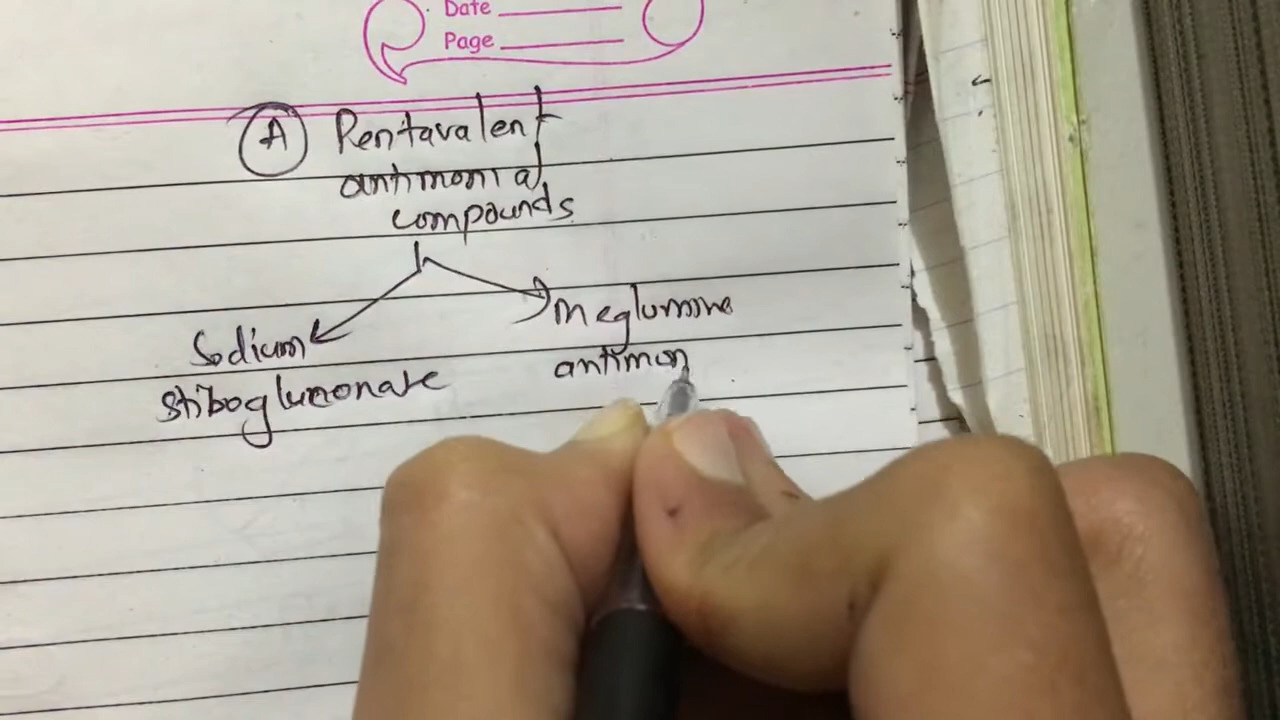 Date
Page
A Pentavalent
antimonial
compounds
Sodium
stibogluconate
Meglumine
antimon